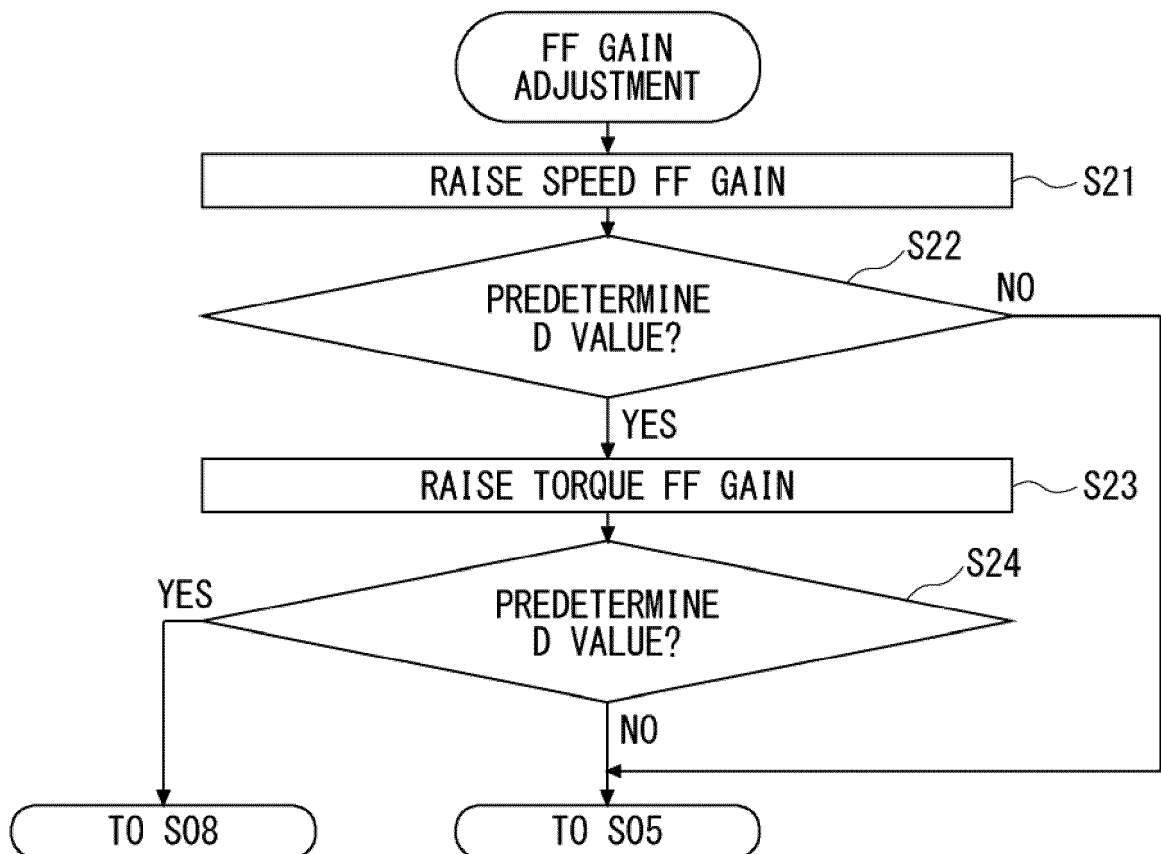 FF GAIN
ADJUSTMENT
RAISE SPEED FF GAIN
S21
S22
PREDETERMINE
D VALUE?
NO
YES
RAISE TORQUE FF GAIN
S23
S24
YES
PREDETERMINE
D VALUE?
NO
TO S08
TO S05